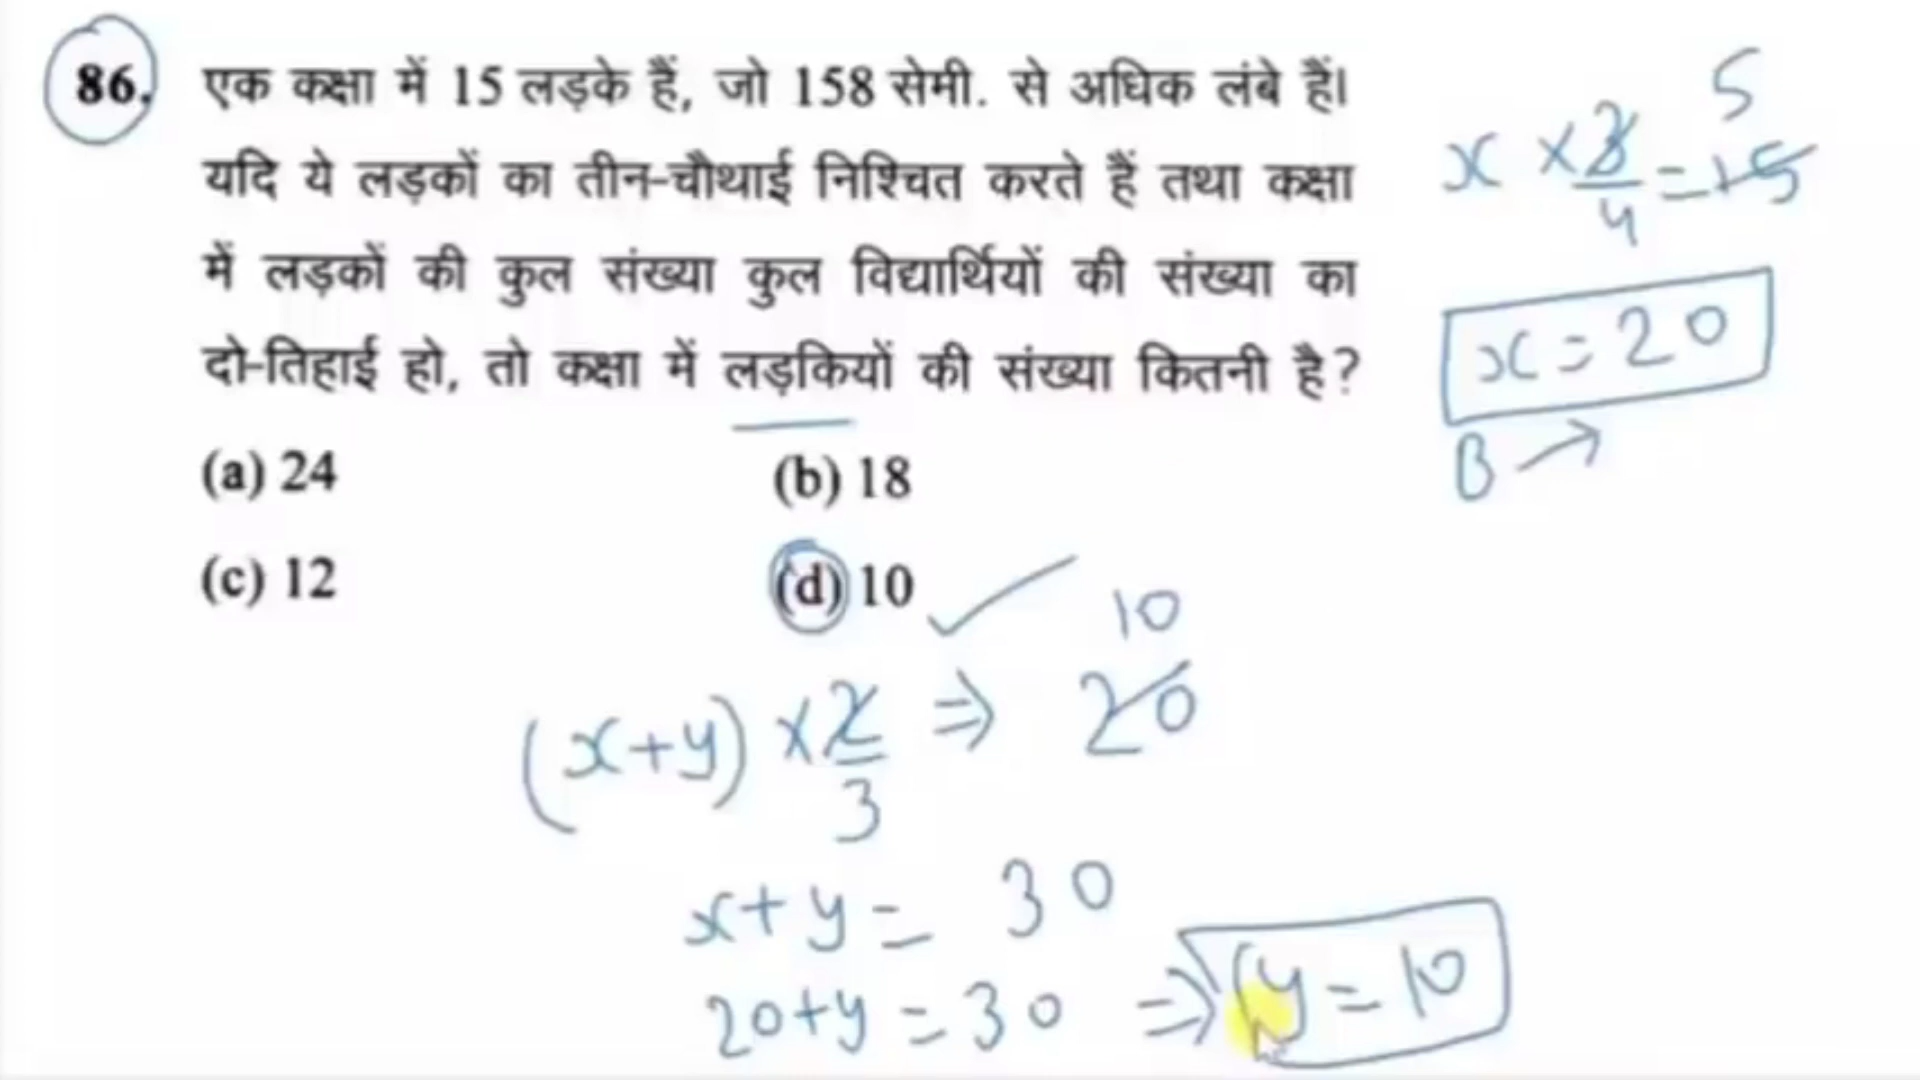 86. एक कक्षा में 15 लड़के हैं, जो 158 सेमी. से अधिक लंबे हैं।
यदि ये लड़कों का तीन-चौथाई निश्चित करते हैं तथा कक्षा
में लड़कों की कुल संख्या कुल विद्यार्थियों की संख्या का
दो-तिहाई हो, तो कक्षा में लड़कियों की संख्या कितनी है?
(a) 24 (b) 18
(c) 12 (d) 10
5
x × 3/4 = 15
x = 20
B →
10
(x+y) × 2/3 ⇒ 20
x+y = 30
20+y = 30 ⇒ y = 10